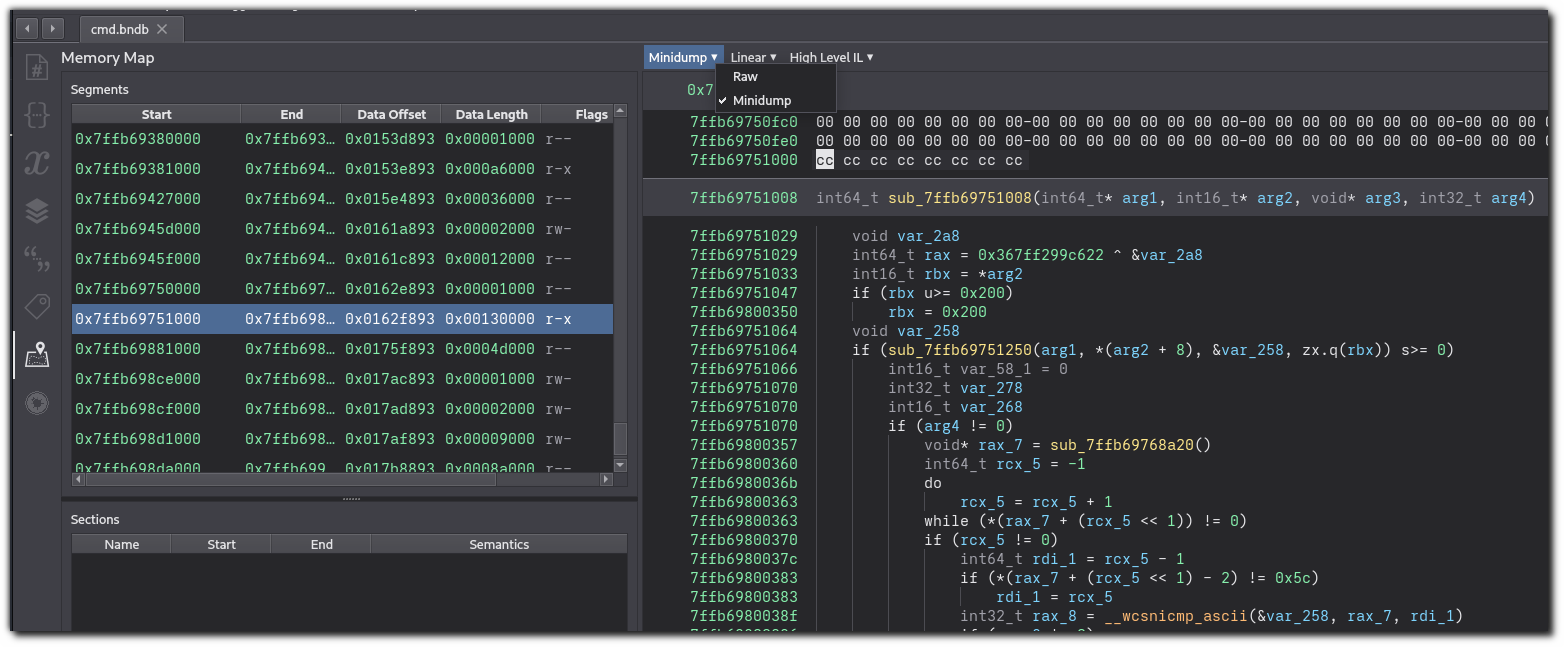 cmd.bndb
Memory Map
Segments
Start End Data Offset Data Length Flags
0x7ffb69380000 0x7ffb693… 0x0153d893 0x00001000 r--
0x7ffb69381000 0x7ffb694… 0x0153e893 0x000a6000 r-x
0x7ffb69427000 0x7ffb694… 0x015e4893 0x00036000 r--
0x7ffb6945d000 0x7ffb694… 0x0161a893 0x00002000 rw-
0x7ffb6945f000 0x7ffb694… 0x0161c893 0x00012000 r--
0x7ffb69750000 0x7ffb697… 0x0162e893 0x00001000 r--
0x7ffb69751000 0x7ffb698… 0x0162f893 0x00130000 r-x
0x7ffb69881000 0x7ffb698… 0x0175f893 0x0004d000 r--
0x7ffb698ce000 0x7ffb698… 0x017ac893 0x00001000 rw-
0x7ffb698cf000 0x7ffb698… 0x017ad893 0x00002000 rw-
0x7ffb698d1000 0x7ffb698… 0x017af893 0x00009000 rw-
0x7ffb698da000 0x7ffb699… 0x017b8893 0x0008a000 r--
Sections
Name Start End Semantics
Minidump ▾ Linear ▾ High Level IL ▾
Raw
✓ Minidump
0x7
7ffb69750fc0 00 00 00 00 00 00 00 00-00 00 00 00 00 00 00 00-00 00 00 00 00 00 00 00-00 00 00
7ffb69750fe0 00 00 00 00 00 00 00 00-00 00 00 00 00 00 00 00-00 00 00 00 00 00 00 00-00 00 00
7ffb69751000 cc cc cc cc cc cc cc cc
7ffb69751008 int64_t sub_7ffb69751008(int64_t* arg1, int16_t* arg2, void* arg3, int32_t arg4)
7ffb69751029 void var_2a8
7ffb69751029 int64_t rax = 0x367ff299c622 ^ &var_2a8
7ffb69751033 int16_t rbx = *arg2
7ffb69751047 if (rbx u>= 0x200)
7ffb69800350 rbx = 0x200
7ffb69751064 void var_258
7ffb69751064 if (sub_7ffb69751250(arg1, *(arg2 + 8), &var_258, zx.q(rbx)) s>= 0)
7ffb69751066 int16_t var_58_1 = 0
7ffb69751070 int32_t var_278
7ffb69751070 int16_t var_268
7ffb69751070 if (arg4 != 0)
7ffb69800357 void* rax_7 = sub_7ffb69768a20()
7ffb69800360 int64_t rcx_5 = -1
7ffb6980036b do
7ffb69800363 rcx_5 = rcx_5 + 1
7ffb69800363 while (*(rax_7 + (rcx_5 << 1)) != 0)
7ffb69800370 if (rcx_5 != 0)
7ffb6980037c int64_t rdi_1 = rcx_5 - 1
7ffb69800383 if (*(rax_7 + (rcx_5 << 1) - 2) != 0x5c)
7ffb69800383 rdi_1 = rcx_5
7ffb6980038f int32_t rax_8 = __wcsnicmp_ascii(&var_258, rax_7, rdi_1)